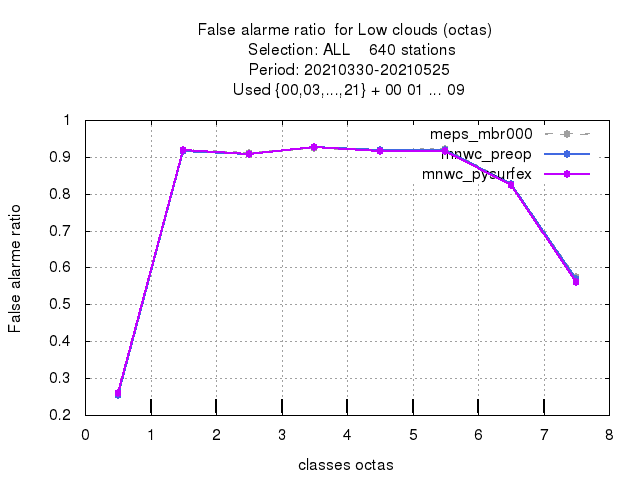 False alarme ratio  for Low clouds (octas)
Selection: ALL    640 stations
Period: 20210330-20210525
Used {00,03,...,21} + 00 01 ... 09
meps_mbr000
mnwc_preop
mnwc_pysurfex
False alarme ratio
1
0.9
0.8
0.7
0.6
0.5
0.4
0.3
0.2
0 1 2 3 4 5 6 7 8
classes octas